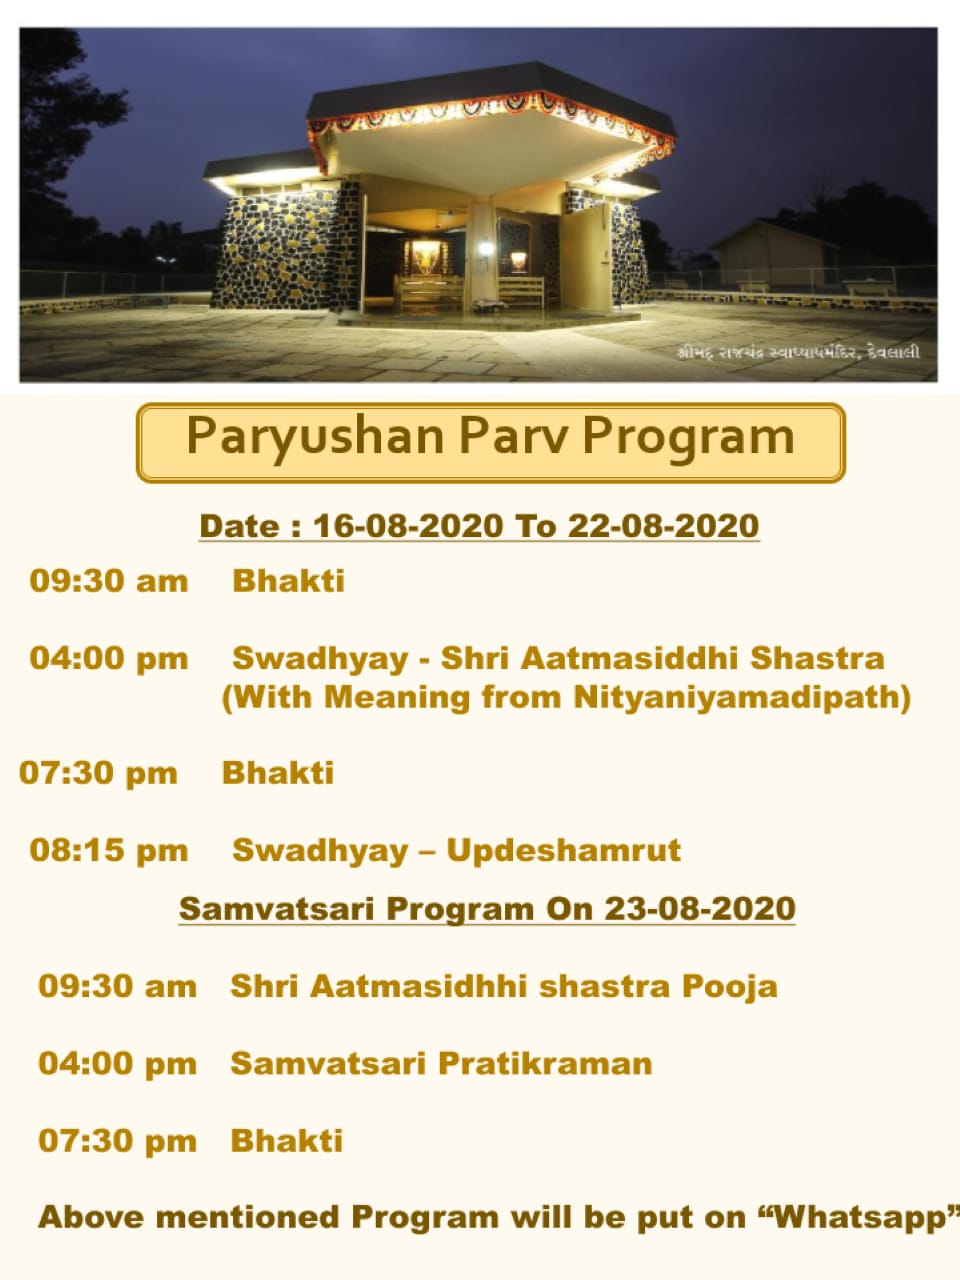 શ્રીમદ્ રાજચંદ્ર સ્વાધ્યાયમંદિર, દેવલાલી
Paryushan Parv Program
Date : 16-08-2020 To 22-08-2020
09:30 am Bhakti
04:00 pm Swadhyay - Shri Aatmasiddhi Shastra
(With Meaning from Nityaniyamadipath)
07:30 pm Bhakti
08:15 pm Swadhyay – Updeshamrut
Samvatsari Program On 23-08-2020
09:30 am Shri Aatmasidhhi shastra Pooja
04:00 pm Samvatsari Pratikraman
07:30 pm Bhakti
Above mentioned Program will be put on “Whatsapp”